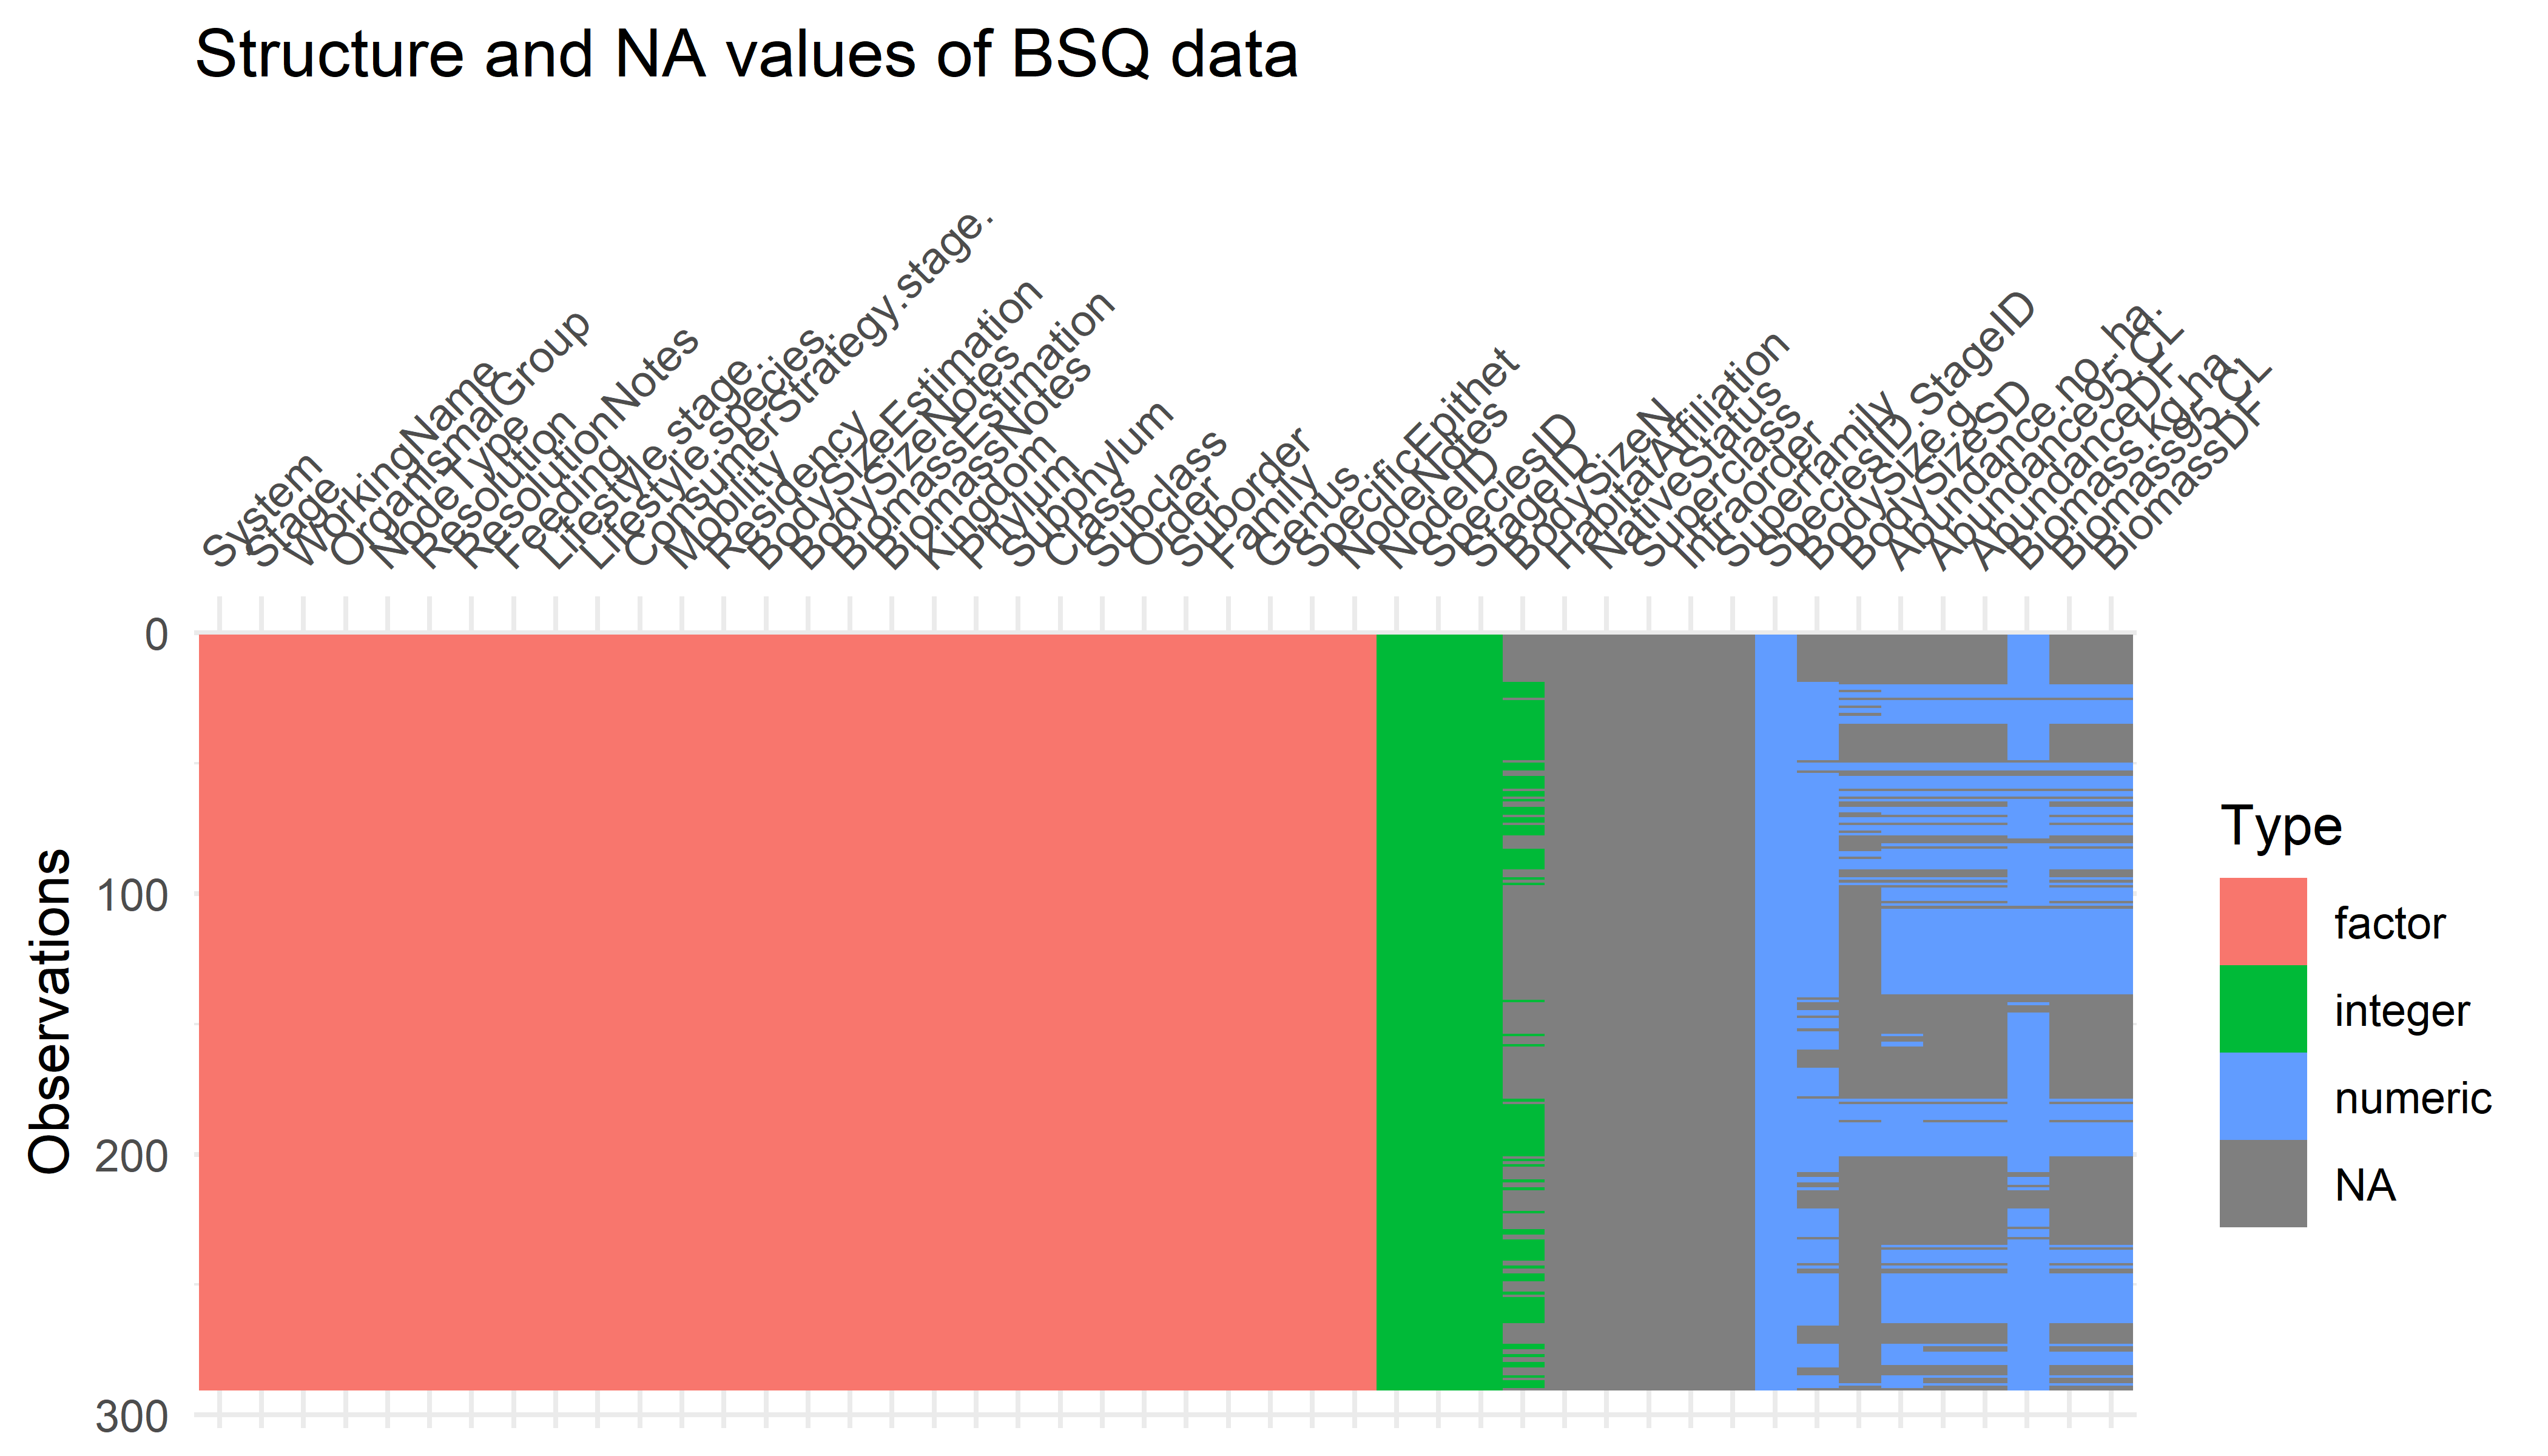 Structure and NA values of BSQ data
System
Stage
WorkingName
OrganismalGroup
NodeType
Resolution
ResolutionNotes
Feeding
Lifestyle.stage.
Lifestyle.species.
ConsumerStrategy.stage.
Mobility
Residency
BodySizeEstimation
BodySizeNotes
BiomassEstimation
BiomassNotes
Kingdom
Phylum
Subphylum
Class
Subclass
Order
Suborder
Family
Genus
SpecificEpithet
NodeNotes
NodeID
SpeciesID
StageID
BodySizeN
HabitatAffiliation
NativeStatus
Superclass
Infraorder
Superfamily
SpeciesID.StageID
BodySize.g.
BodySizeSD
Abundance.no..ha.
Abundance95.CL
AbundanceDF
Biomass.kg.ha.
Biomass95.CL
BiomassDF
0
100
200
300
Observations
Type
factor
integer
numeric
NA